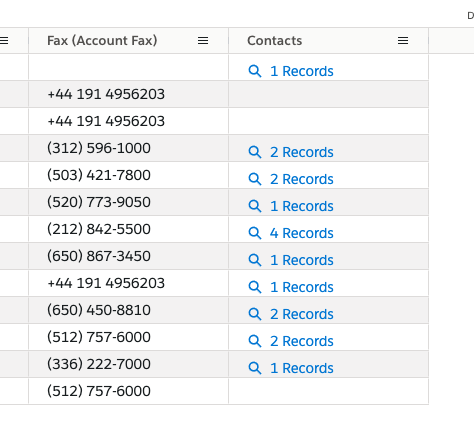 D
Fax (Account Fax) Contacts
1 Records
+44 191 4956203
+44 191 4956203
(312) 596-1000 2 Records
(503) 421-7800 2 Records
(520) 773-9050 1 Records
(212) 842-5500 4 Records
(650) 867-3450 1 Records
+44 191 4956203 1 Records
(650) 450-8810 2 Records
(512) 757-6000 2 Records
(336) 222-7000 1 Records
(512) 757-6000